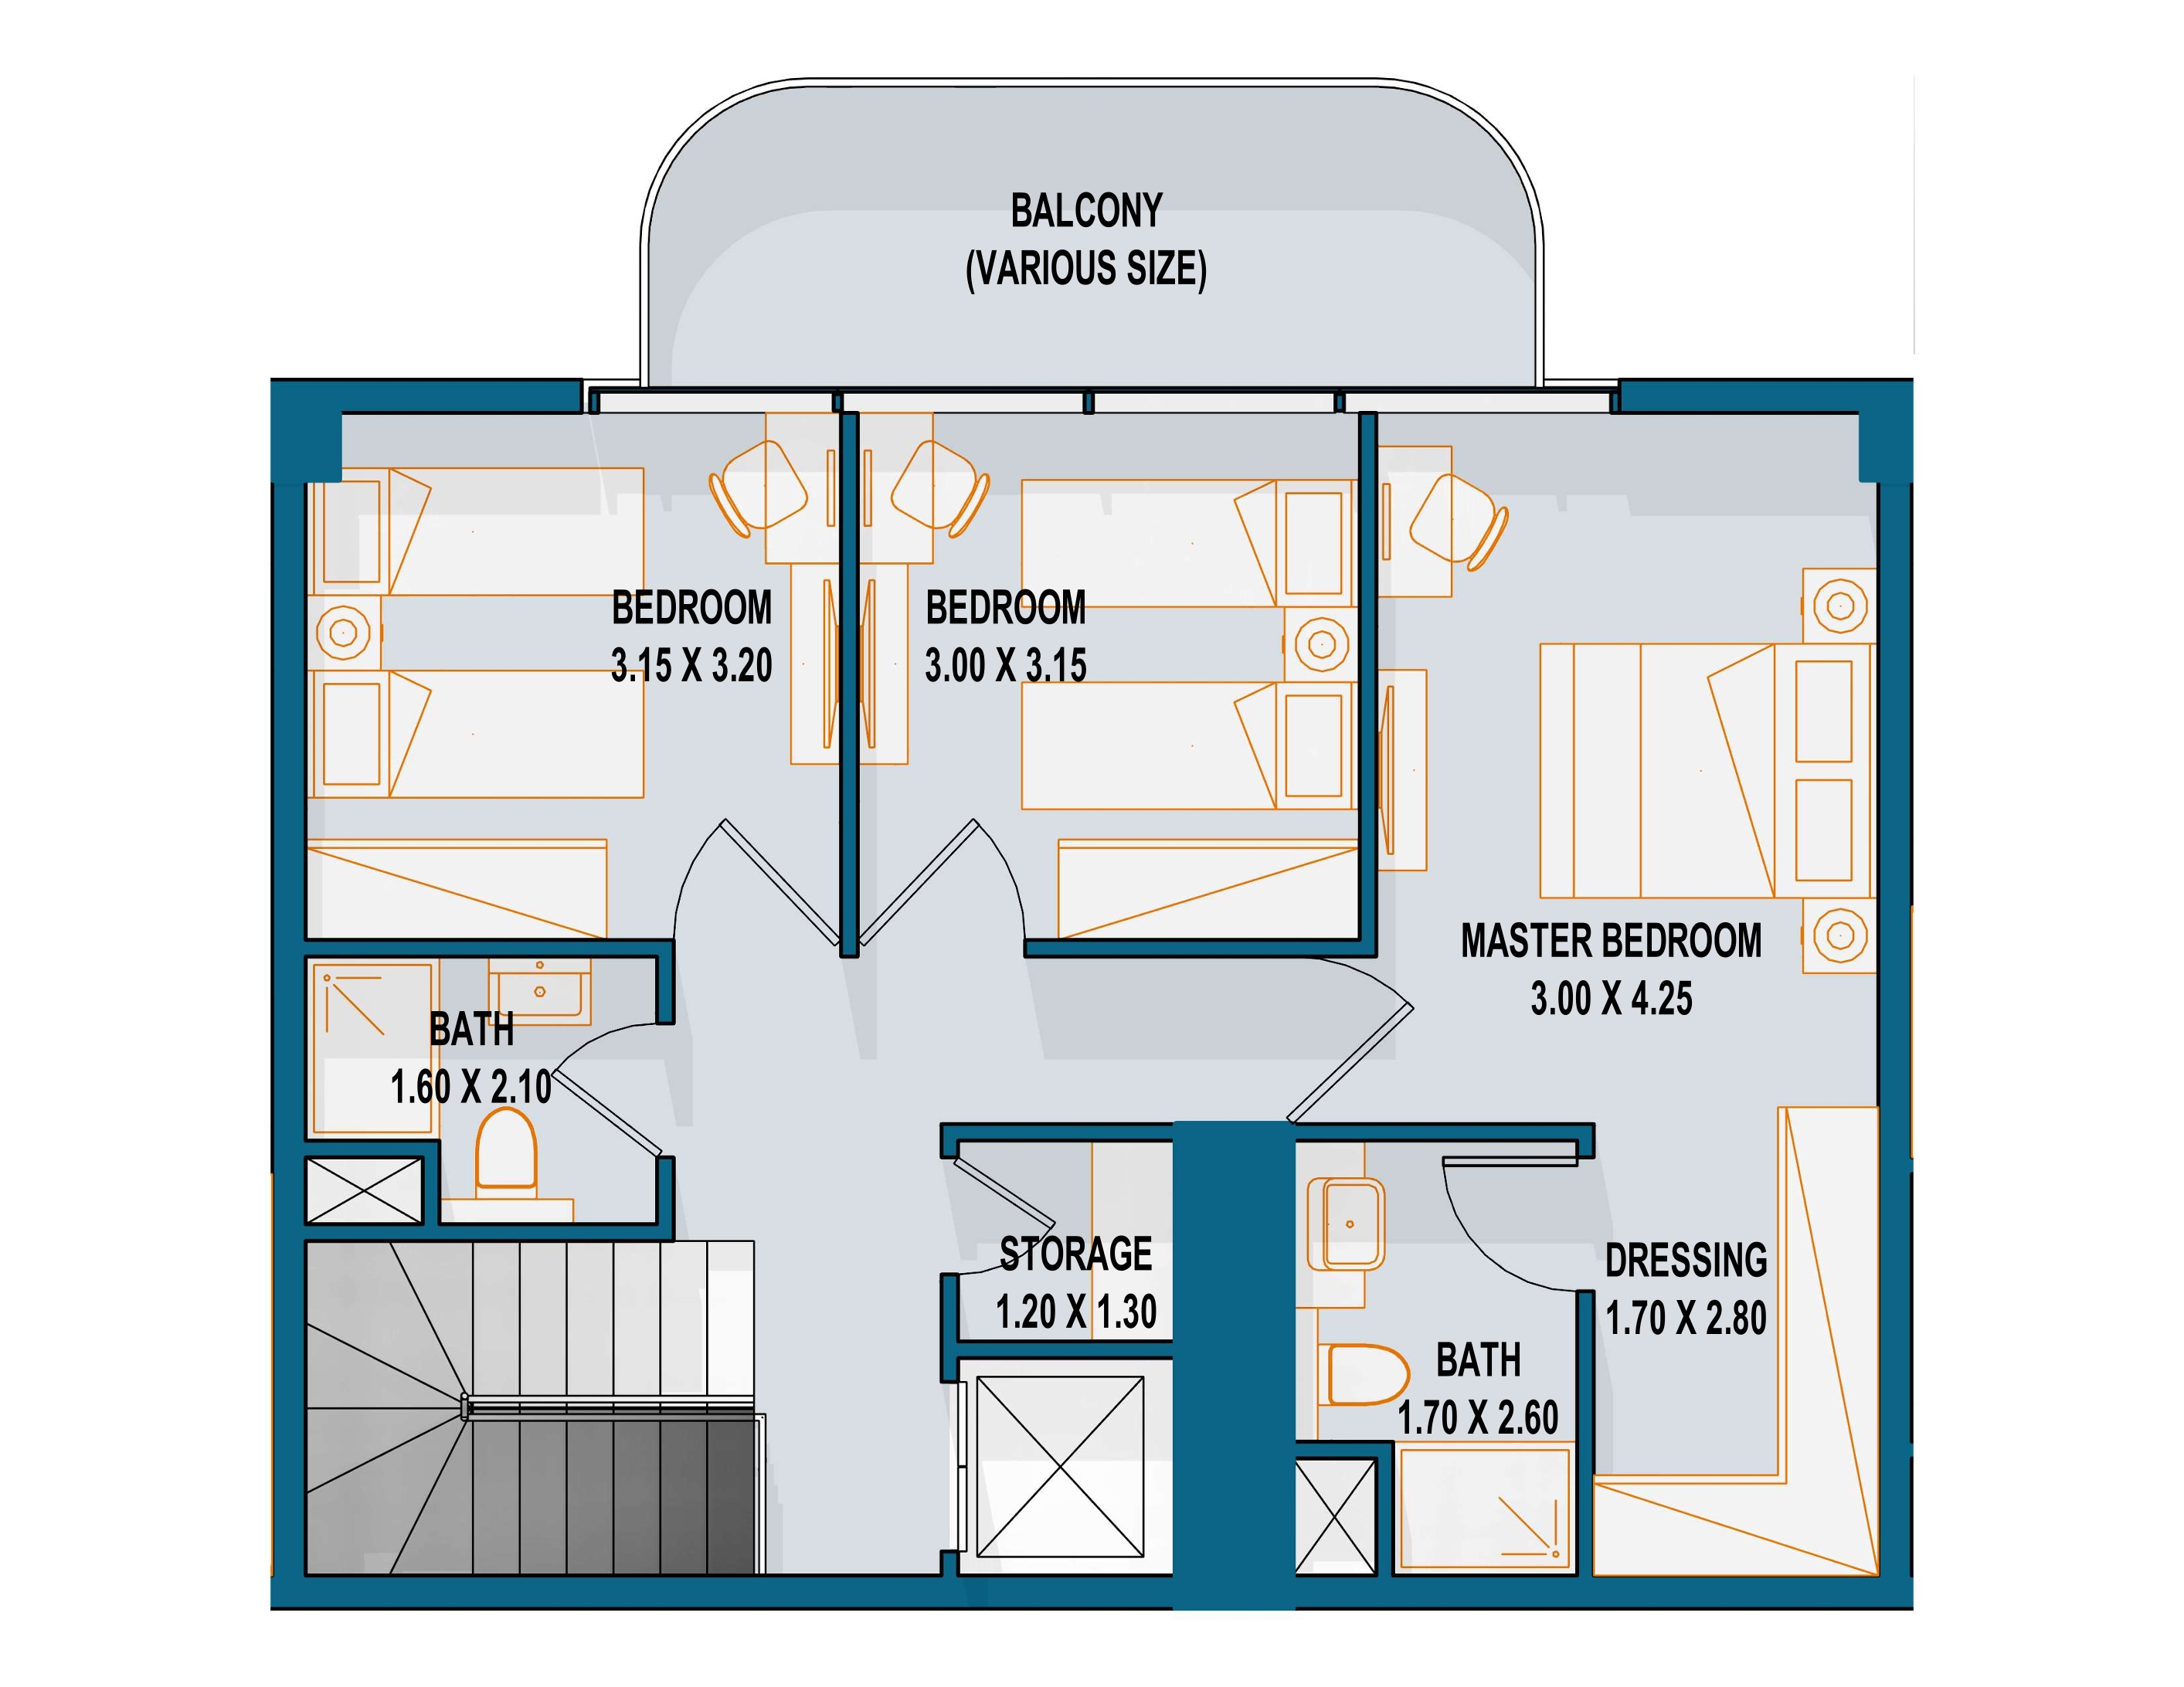 BALCONY
(VARIOUS SIZE)
BEDROOM
3.15 X 3.20
BEDROOM
3.00 X 3.15
MASTER BEDROOM
3.00 X 4.25
BATH
1.60 X 2.10
STORAGE
1.20 X 1.30
DRESSING
1.70 X 2.80
BATH
1.70 X 2.60